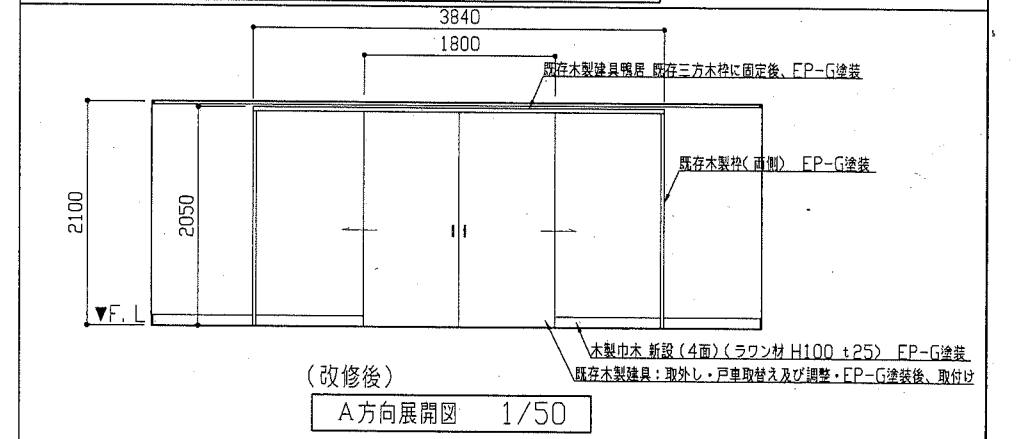 3840
1800
既存木製建具鴨居 既存三方木枠に固定後、EP-G塗装
既存木製枠(両側) EP-G塗装
2100
2050
▼F.L
木製巾木 新設(4面)(ラワン材 H100 t25) EP-G塗装
既存木製建具:取外し・戸車取替え及び調整・EP-G塗装後、取付け
(改修後)
A方向展開図 1/50